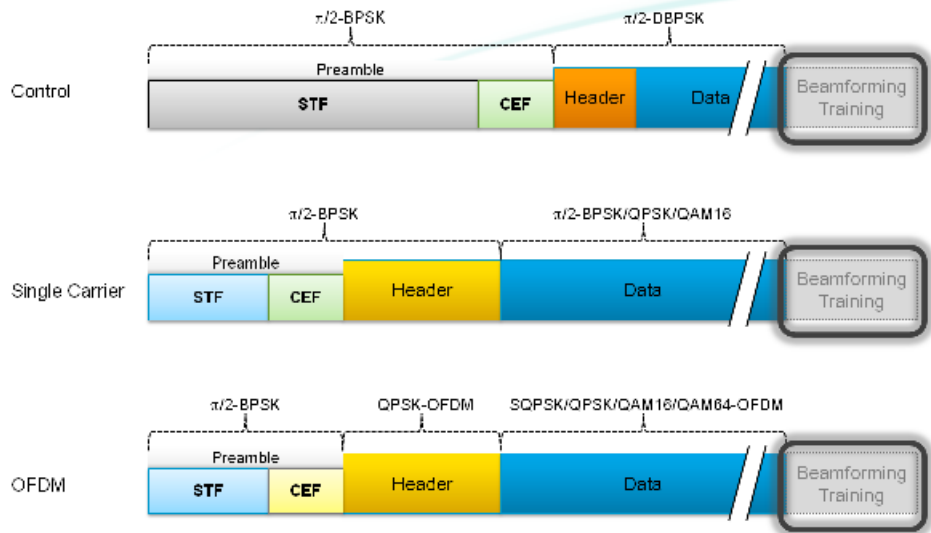 π/2-BPSK
π/2-DBPSK
Preamble
Control
STF
CEF
Header
Data
Beamforming
Training
π/2-BPSK
π/2-BPSK/QPSK/QAM16
Preamble
Single Carrier
STF
CEF
Header
Data
Beamforming
Training
π/2-BPSK
QPSK-OFDM
SQPSK/QPSK/QAM16/QAM64-OFDM
Preamble
OFDM
STF
CEF
Header
Data
Beamforming
Training